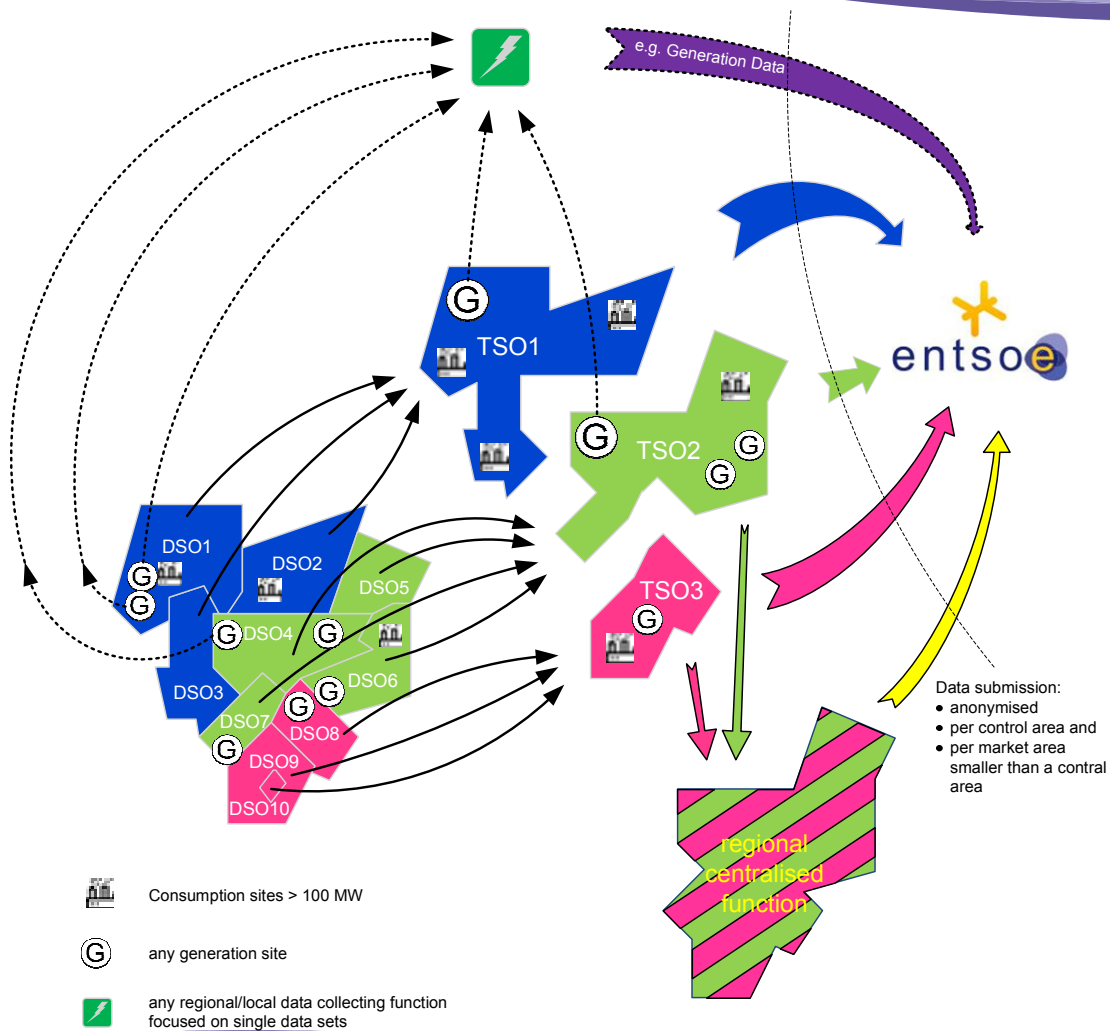 e.g. Generation Data
G
TSO1
entsoe
G
TSO2
G
G
DSO1
DSO2
DSO5
TSO3
G
G
G
G
DSO4
G
DSO3
DSO6
G
DSO7
G
DSO8
G
DSO9
DSO10
Data submission:
• anonymised
• per control area and
• per market area
smaller than a contral
area
regional
centralised
function
Consumption sites > 100 MW
G
any generation site
any regional/local data collecting function
focused on single data sets